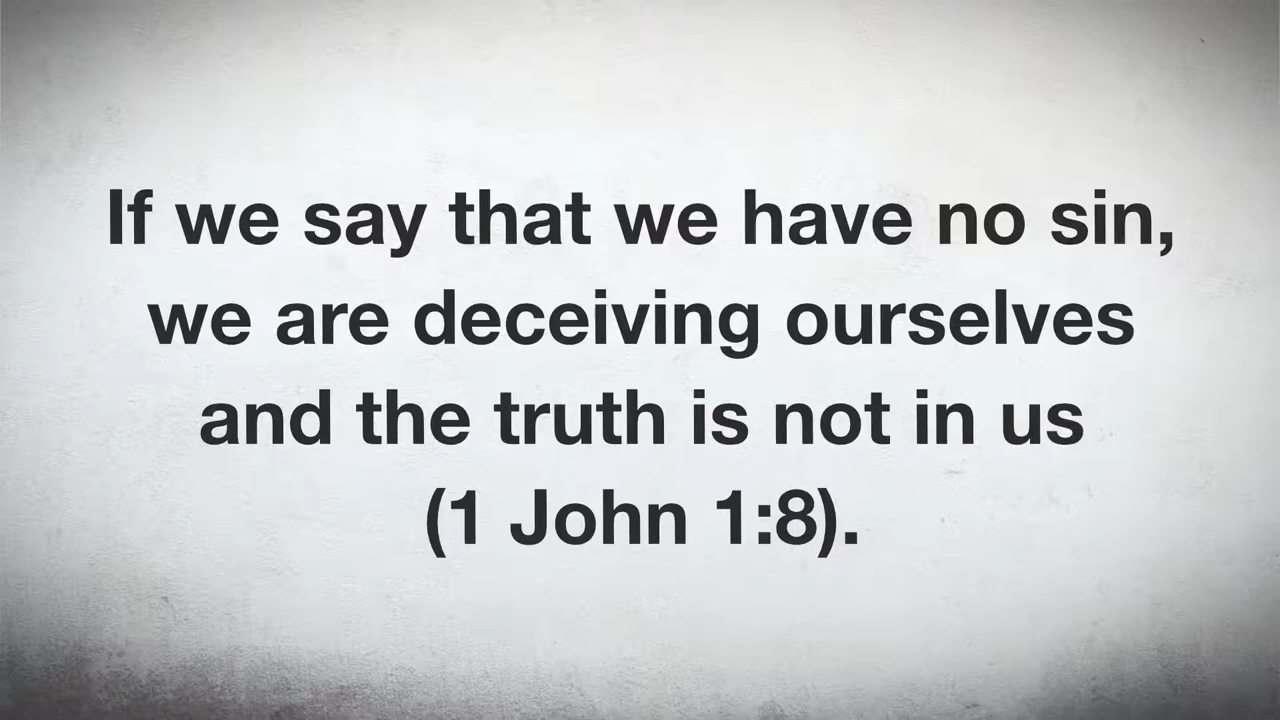 If we say that we have no sin,
we are deceiving ourselves
and the truth is not in us
(1 John 1:8).